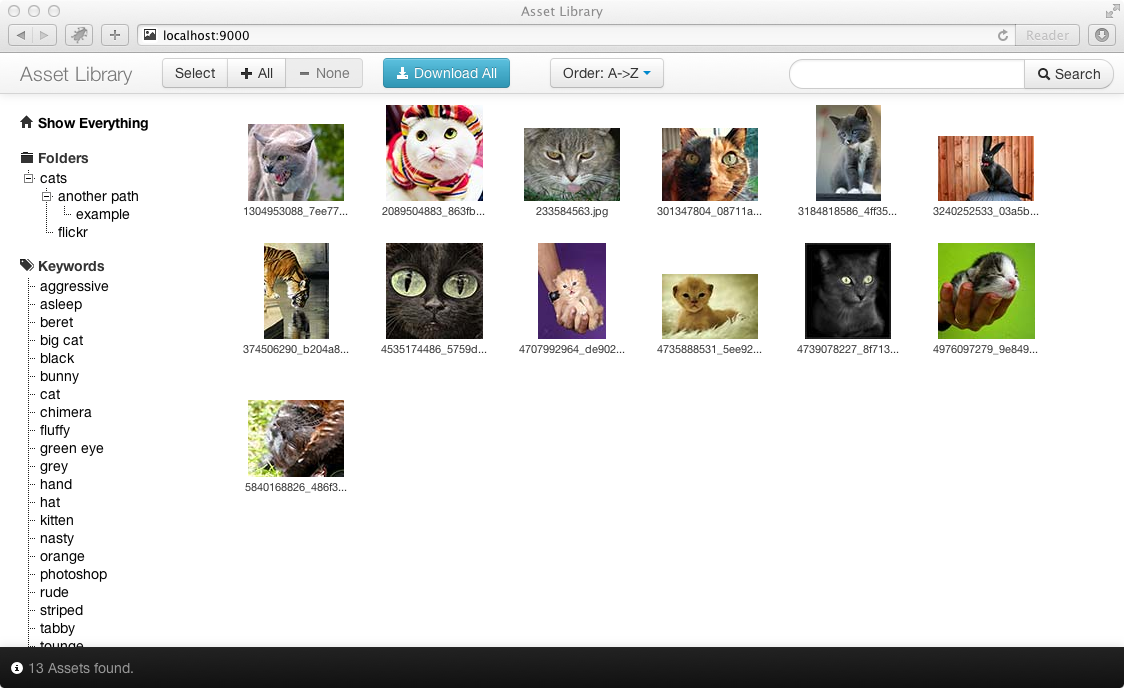 Asset Library
localhost:9000
Reader
Asset Library
Select
All
None
Download All
Order: A->Z
Search
Show Everything
Folders
cats
another path
example
flickr
Keywords
aggressive
asleep
beret
big cat
black
bunny
cat
chimera
fluffy
green eye
grey
hand
hat
kitten
nasty
orange
photoshop
rude
striped
tabby
tounge
1304953088_7ee77...
2089504883_863fb...
233584563.jpg
301347804_08711a...
3184818586_4ff35...
3240252533_03a5b...
374506290_b204a8...
4535174486_5759d...
4707992964_de902...
4735888531_5ee92...
4739078227_8f713...
4976097279_9e849...
5840168826_486f3...
13 Assets found.